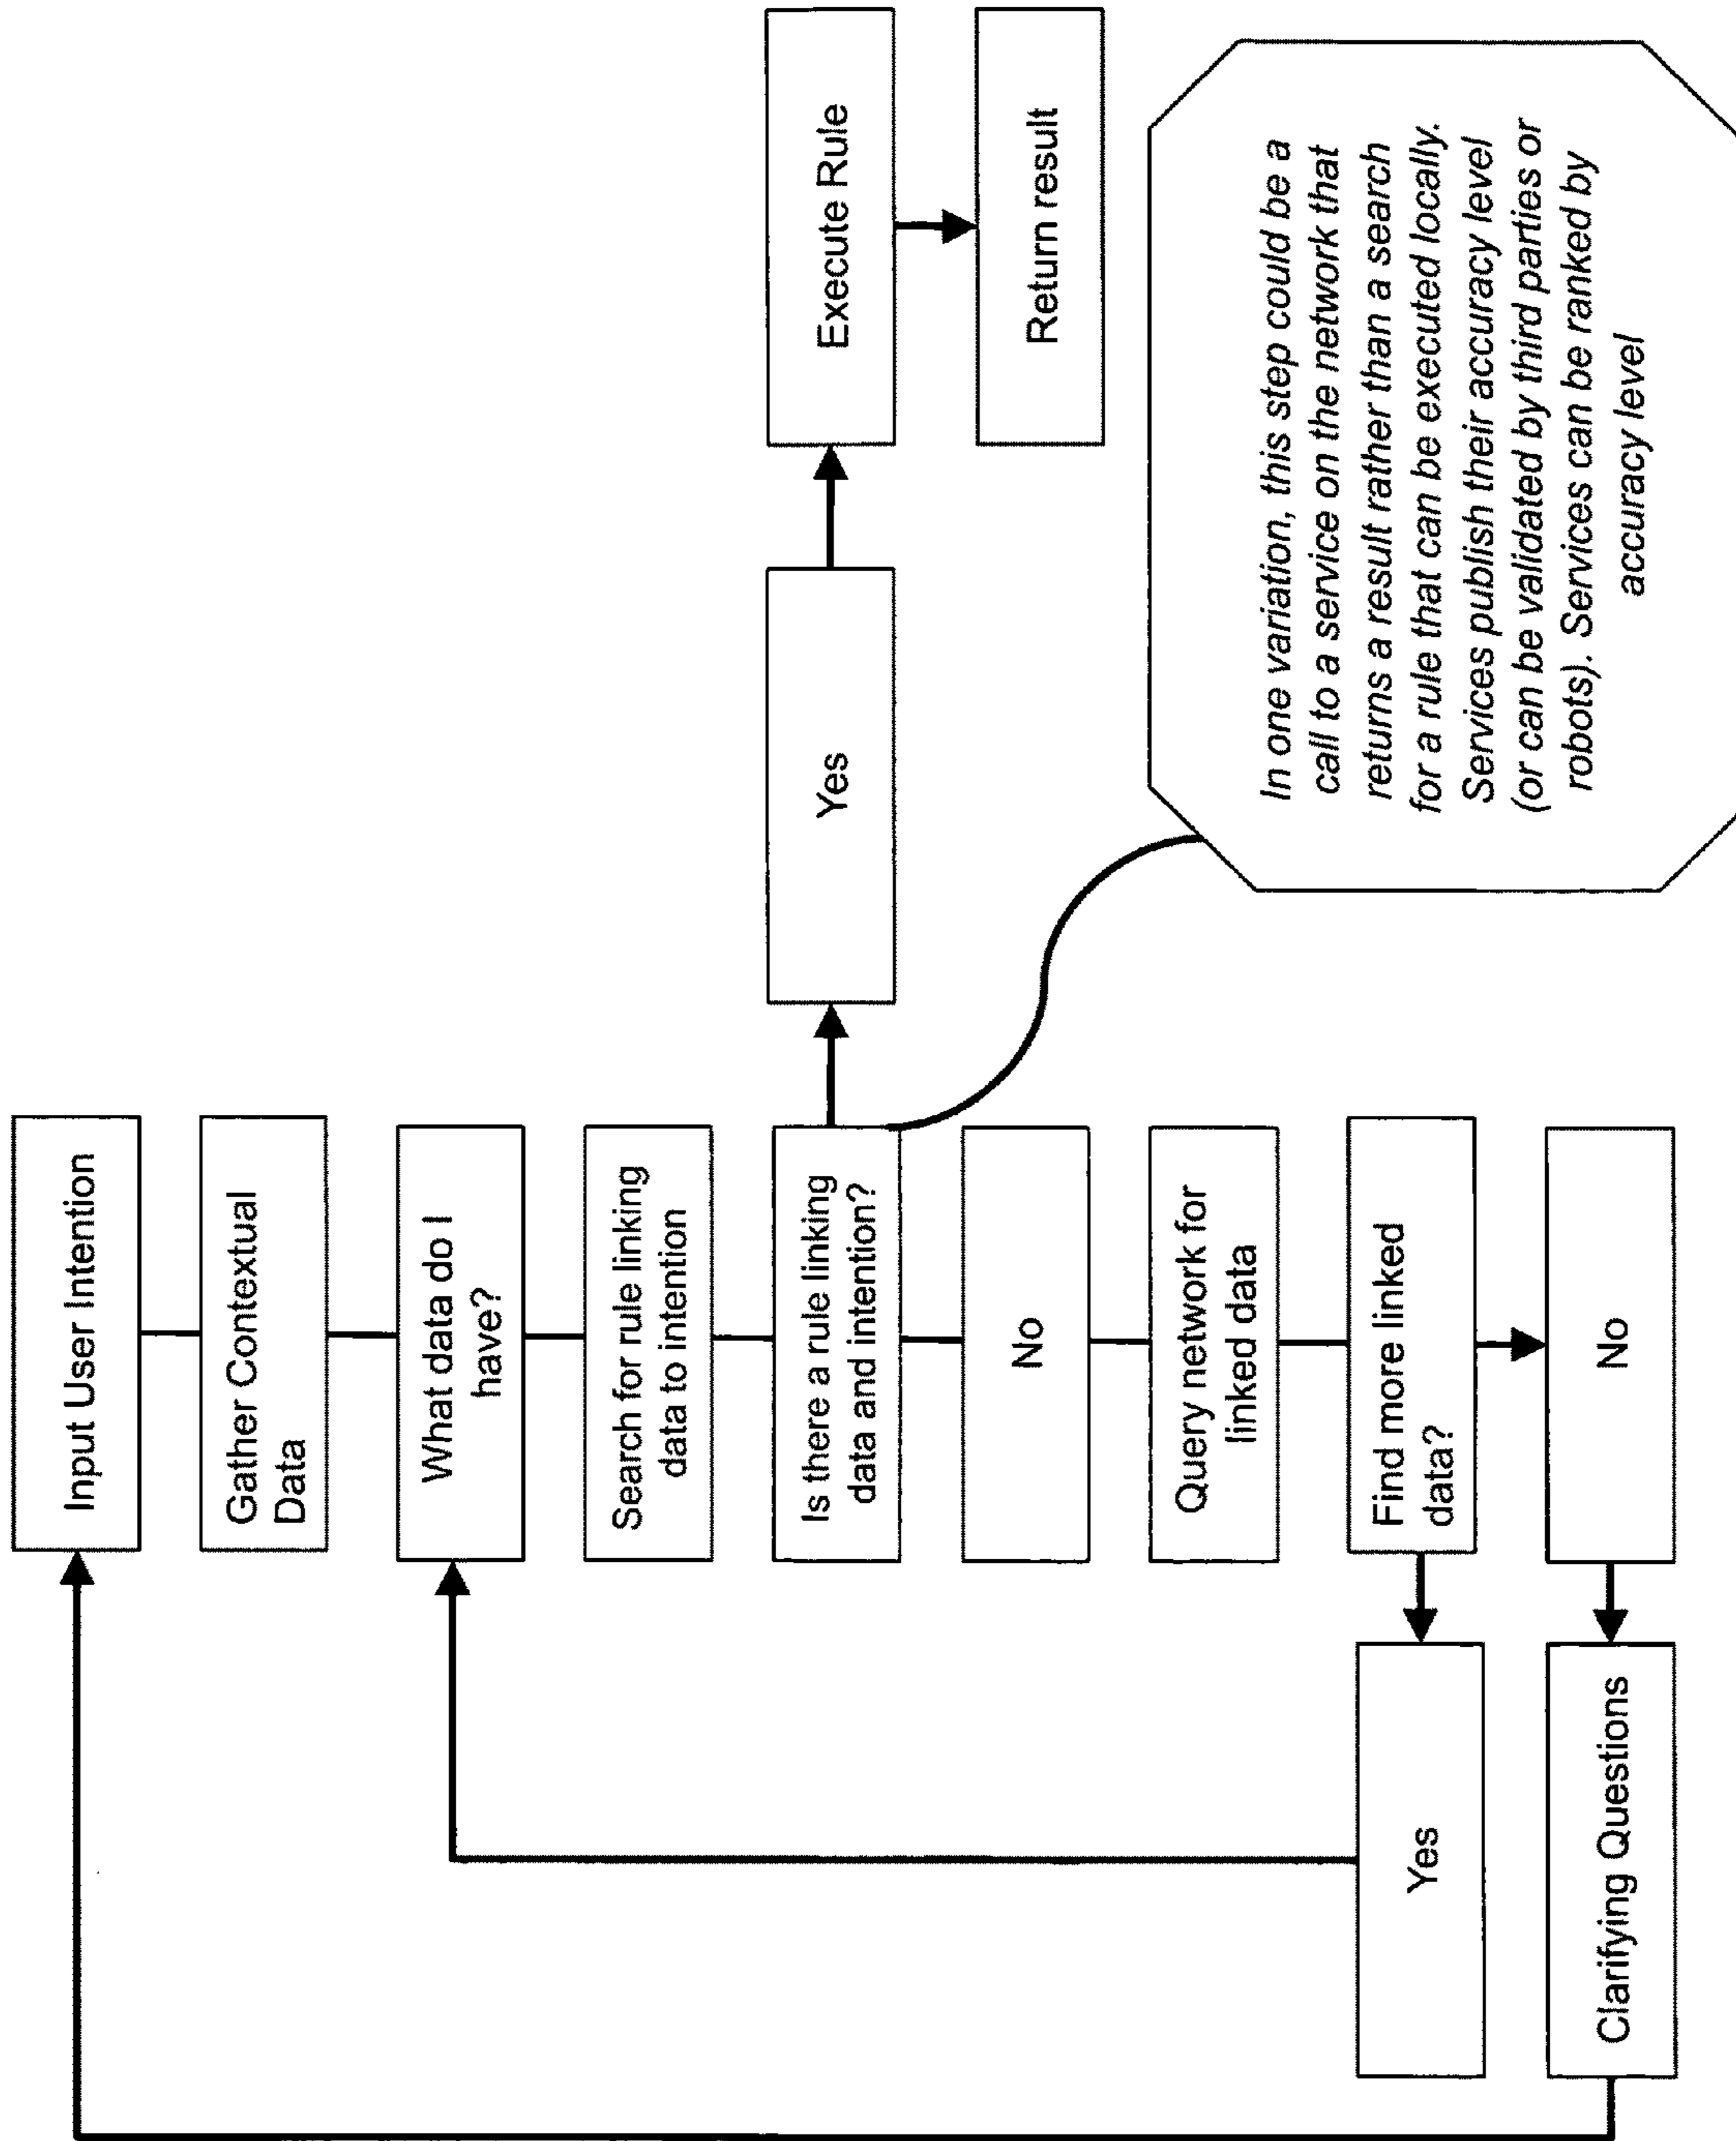 Input User Intention
Gather Contextual
Data
What data do I
have?
Search for rule linking
data to intention
Is there a rule linking
data and intention?
Yes
Execute Rule
Return result
No
Query network for
linked data
Find more linked
data?
Yes
No
Clarifying Questions
In one variation, this step could be a
call to a service on the network that
returns a result rather than a search
for a rule that can be executed locally.
Services publish their accuracy level
(or can be validated by third parties or
robots). Services can be ranked by
accuracy level